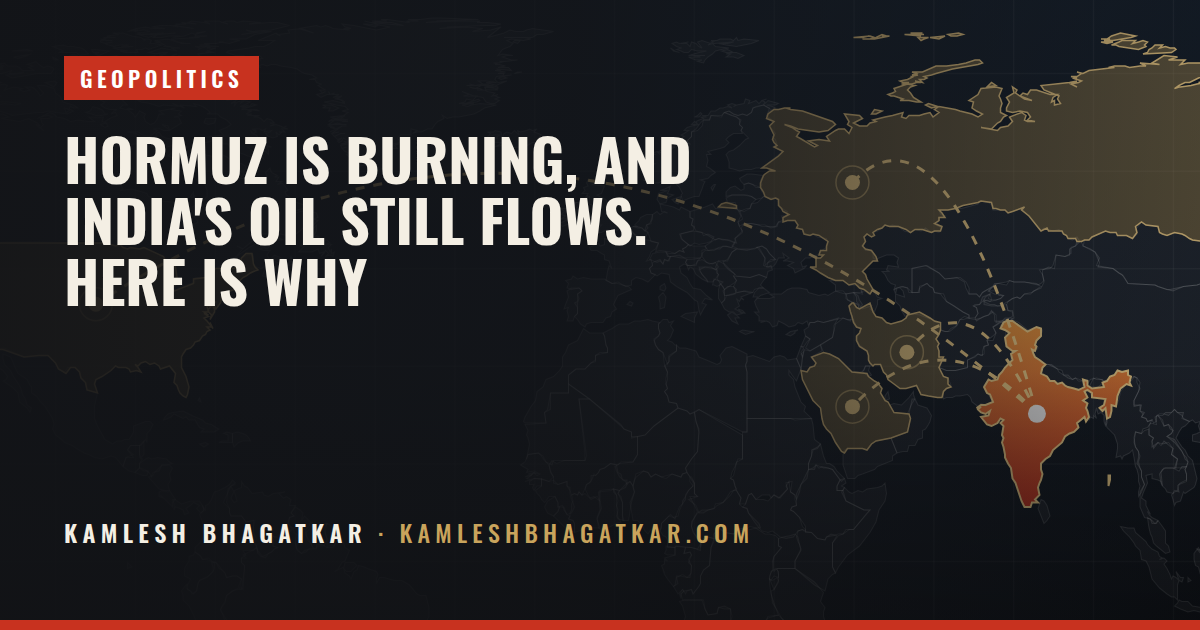 GEOPOLITICS
HORMUZ IS BURNING, AND
INDIA'S OIL STILL FLOWS.
HERE IS WHY
KAMLESH BHAGATKAR · KAMLESHBHAGATKAR.COM